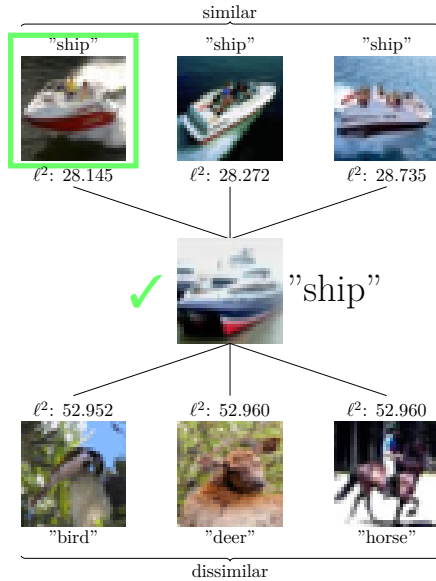 similar
"ship" "ship" "ship"
ℓ²: 28.145 ℓ²: 28.272 ℓ²: 28.735
✓ "ship"
ℓ²: 52.952 ℓ²: 52.960 ℓ²: 52.960
"bird" "deer" "horse"
dissimilar